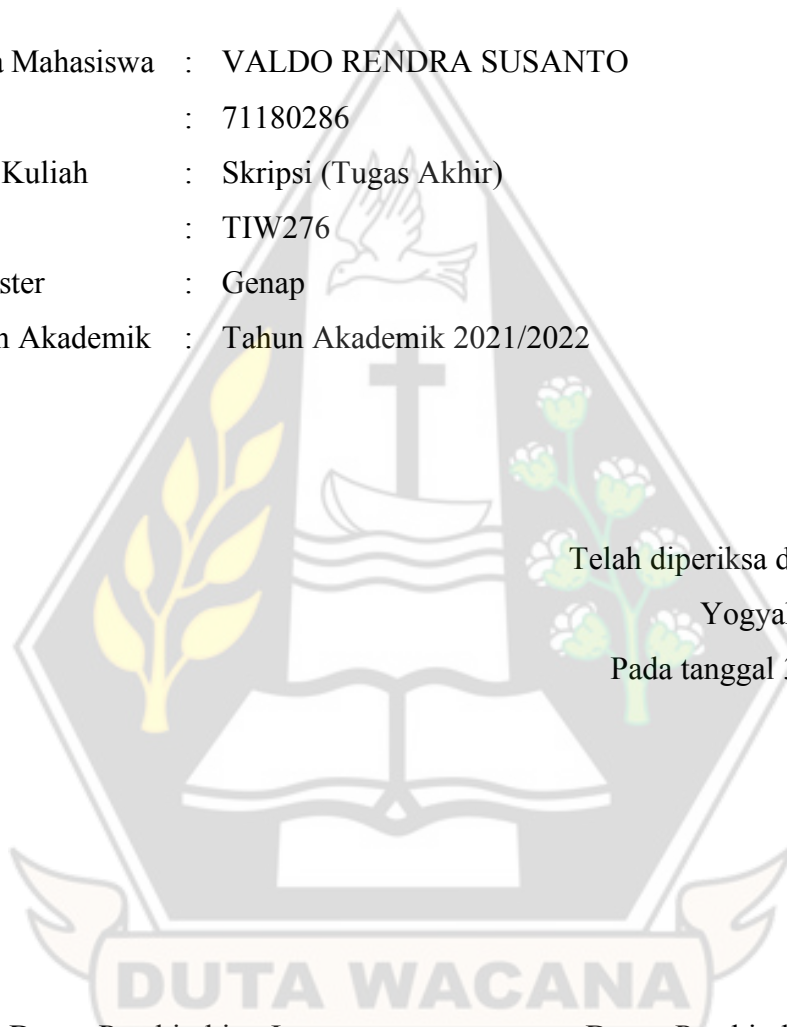 a Mahasiswa : VALDO RENDRA SUSANTO
: 71180286
Kuliah : Skripsi (Tugas Akhir)
: TIW276
ster : Genap
n Akademik : Tahun Akademik 2021/2022
Telah diperiksa d
Yogya
Pada tanggal
DUTA WACANA